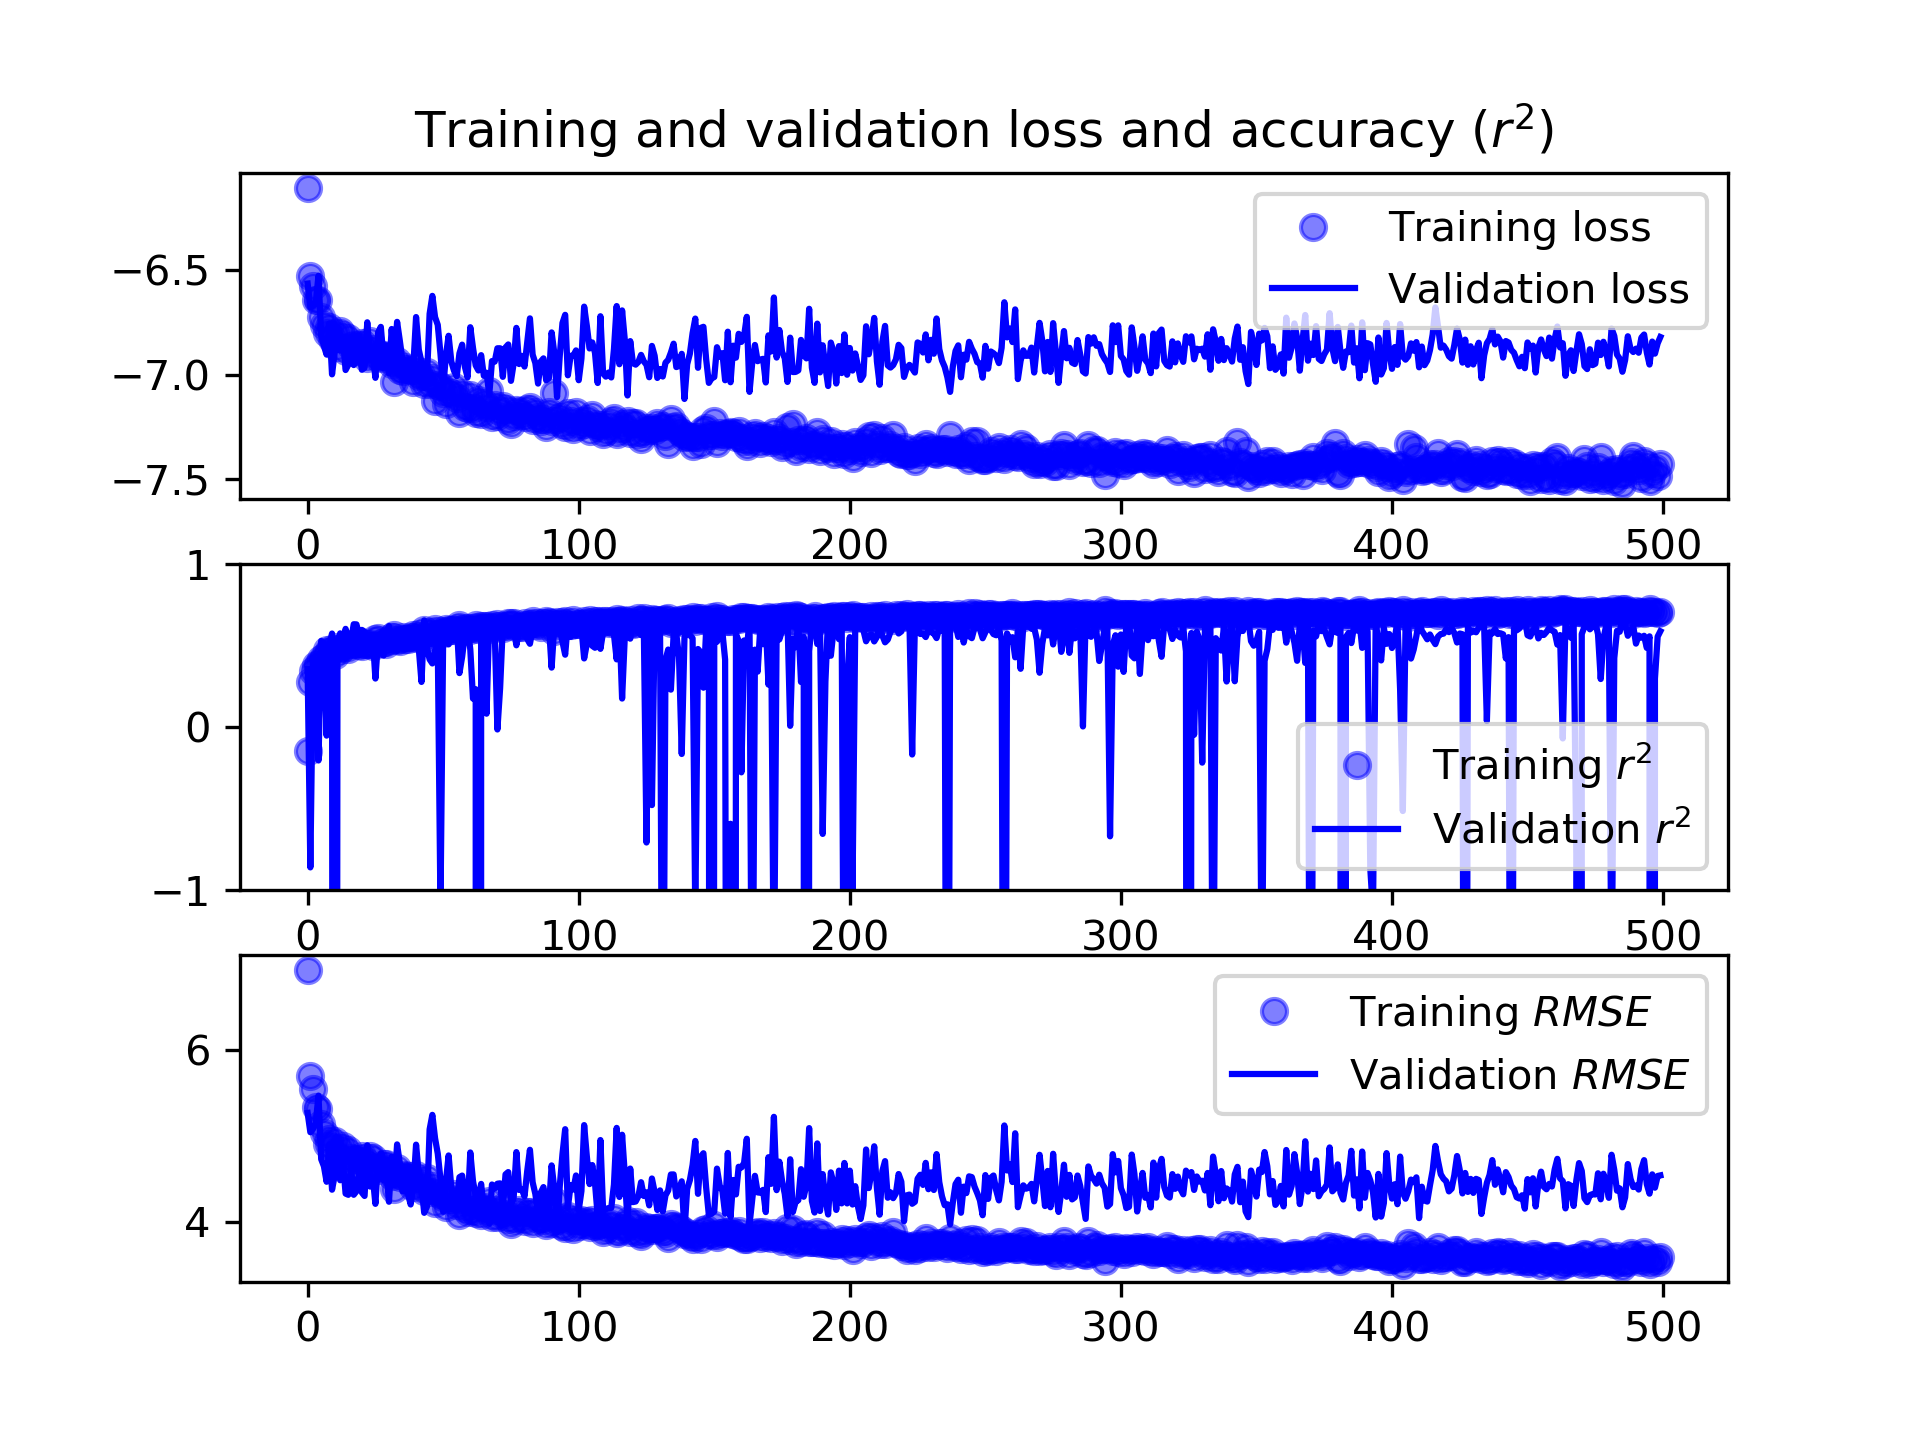 Training and validation loss and accuracy (r²)
Training loss
Validation loss
−6.5
−7.0
−7.5
0 100 200 300 400 500
Training r²
Validation r²
1
0
−1
0 100 200 300 400 500
Training RMSE
Validation RMSE
6
4
0 100 200 300 400 500